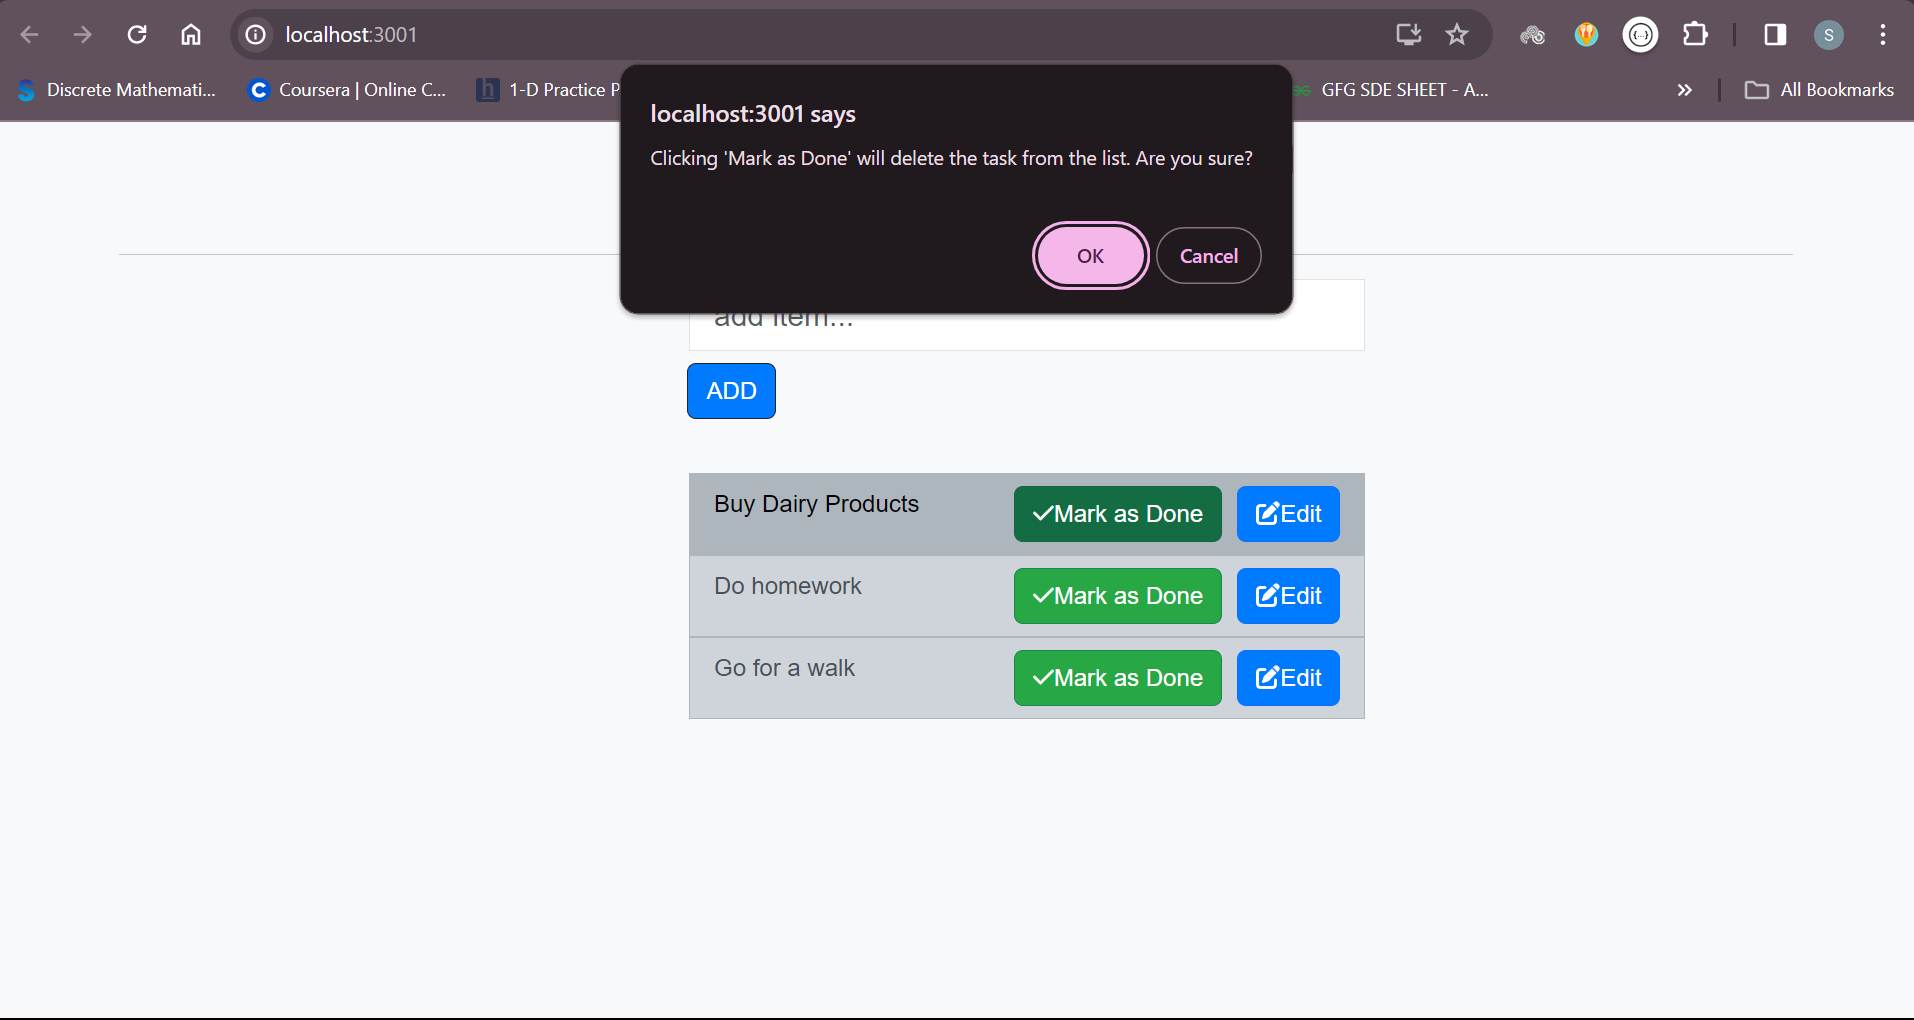 localhost:3001
S
Discrete Mathemati...
Coursera | Online C...
h
1-D Practice P
GFG SDE SHEET - A...
All Bookmarks
localhost:3001 says
Clicking 'Mark as Done' will delete the task from the list. Are you sure?
OK
Cancel
add item...
ADD
Buy Dairy Products
Mark as Done
Edit
Do homework
Mark as Done
Edit
Go for a walk
Mark as Done
Edit